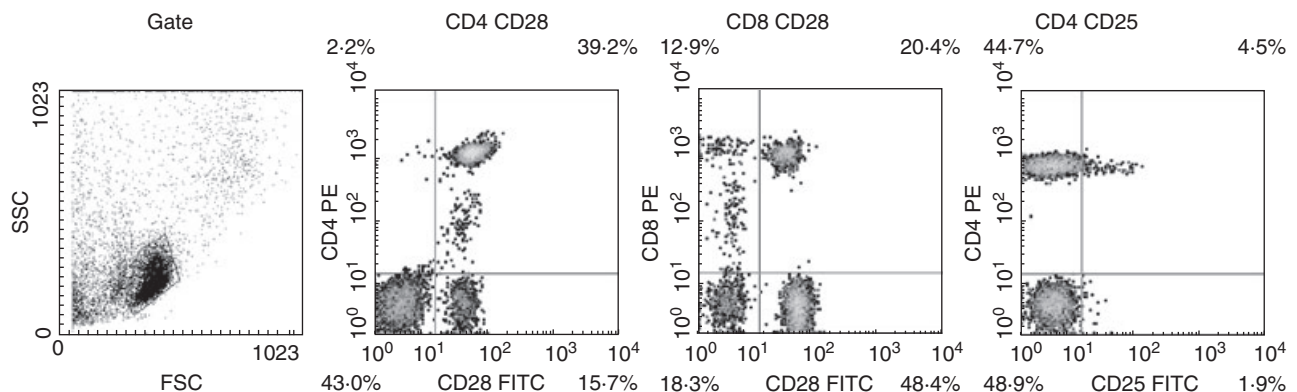 Gate
CD4 CD28
CD8 CD28
CD4 CD25
2·2% 39·2% 12·9% 20·4% 44·7% 4·5%
1023
SSC
0
0 1023
FSC
10⁴
10³
10²
10¹
10⁰
CD4 PE
10⁰ 10¹ 10² 10³ 10⁴
43·0% CD28 FITC 15·7%
10⁴
10³
10²
10¹
10⁰
CD8 PE
10⁰ 10¹ 10² 10³ 10⁴
18·3% CD28 FITC 48·4%
10⁴
10³
10²
10¹
10⁰
CD4 PE
10⁰ 10¹ 10² 10³ 10⁴
48·9% CD25 FITC 1·9%